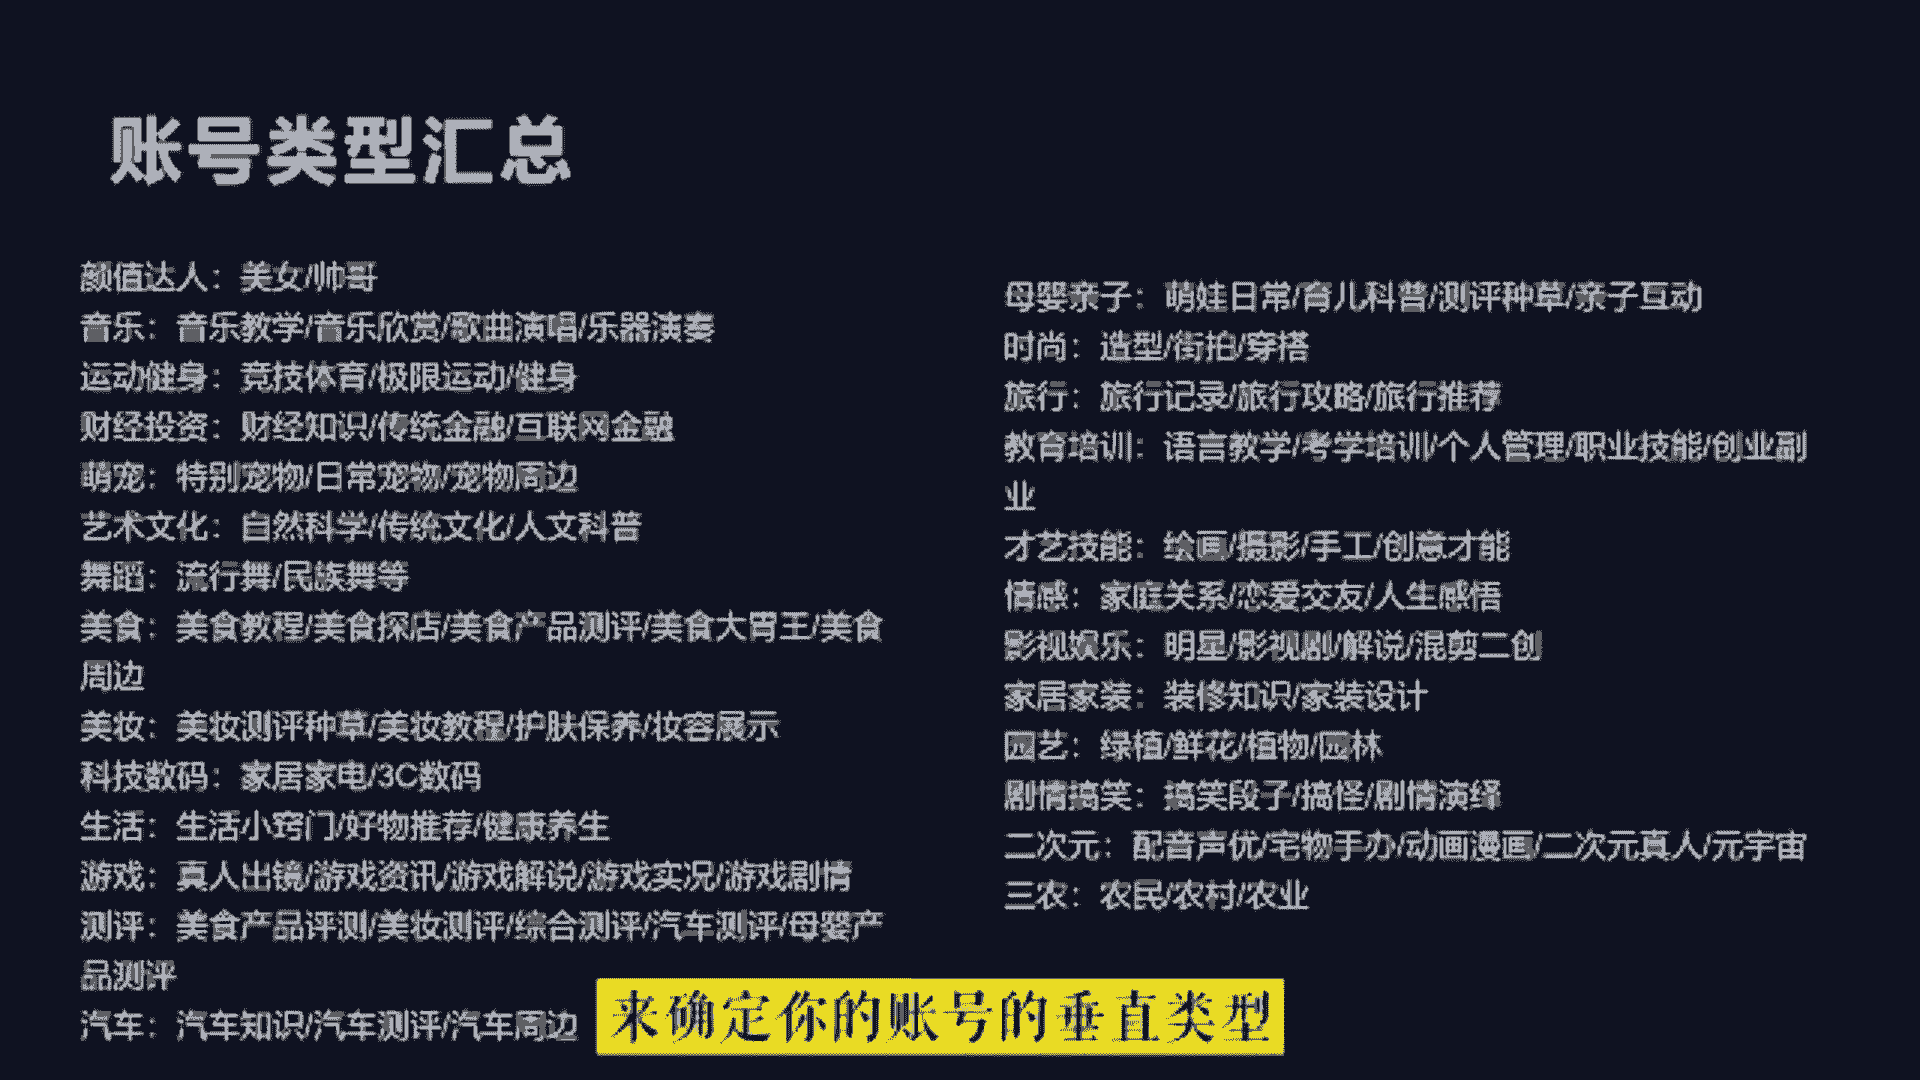 账号类型汇总
颜值达人：美女/帅哥
音乐：音乐教学/音乐欣赏/歌曲演唱/乐器演奏
运动健身：竞技体育/极限运动/健身
财经投资：财经知识/传统金融/互联网金融
萌宠：特别宠物/日常宠物/宠物周边
艺术文化：自然科学/传统文化/人文科普
舞蹈：流行舞/民族舞等
美食：美食教程/美食探店/美食产品测评/美食大胃王/美食
周边
美妆：美妆测评种草/美妆教程/护肤保养/妆容展示
科技数码：家居家电/3C数码
生活：生活小窍门/好物推荐/健康养生
游戏：真人出镜/游戏资讯/游戏解说/游戏实况/游戏剧情
测评：美食产品评测/美妆测评/综合测评/汽车测评/母婴产
品测评
汽车：汽车知识/汽车测评/汽车周边
母婴亲子：萌娃日常/育儿科普/测评种草/亲子互动
时尚：造型/街拍/穿搭
旅行：旅行记录/旅行攻略/旅行推荐
教育培训：语言教学/考学培训/个人管理/职业技能/创业副
业
才艺技能：绘画/摄影/手工/创意才能
情感：家庭关系/恋爱交友/人生感悟
影视娱乐：明星/影视剧/解说/混剪二创
家居家装：装修知识/家装设计
园艺：绿植/鲜花/植物/园林
剧情搞笑：搞笑段子/搞怪/剧情演绎
二次元：配音声优/宅物手办/动画漫画/二次元真人/元宇宙
三农：农民/农村/农业
来确定你的账号的垂直类型